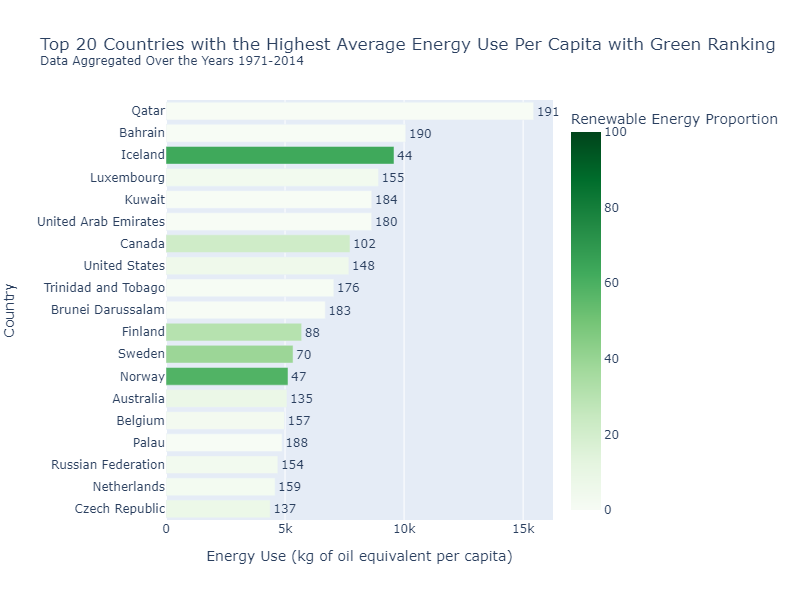 Top 20 Countries with the Highest Average Energy Use Per Capita with Green Ranking
Data Aggregated Over the Years 1971-2014
Renewable Energy Proportion
Qatar 191
Bahrain 190
Iceland 44
Luxembourg 155
Kuwait 184
United Arab Emirates 180
Canada 102
United States 148
Trinidad and Tobago 176
Brunei Darussalam 183
Finland 88
Sweden 70
Norway 47
Australia 135
Belgium 157
Palau 188
Russian Federation 154
Netherlands 159
Czech Republic 137
Country
0 5k 10k 15k
Energy Use (kg of oil equivalent per capita)
100
80
60
40
20
0